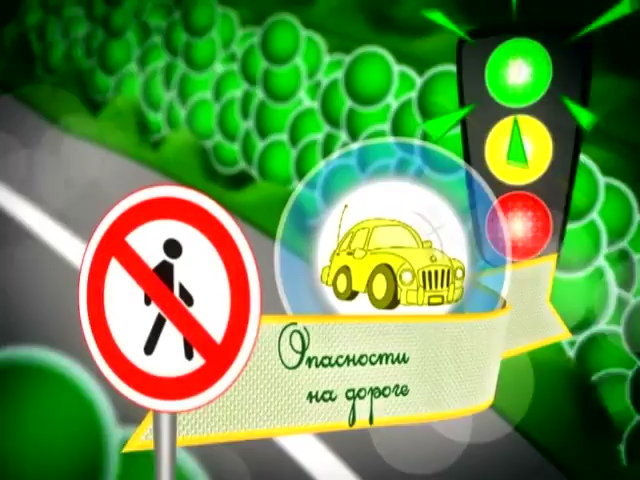 Опасности
на дороге